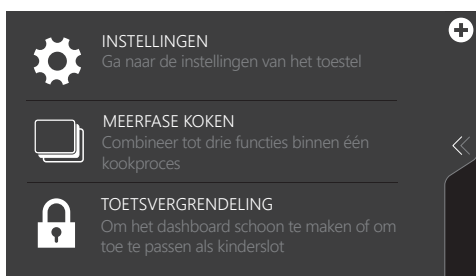 INSTELLINGEN
Ga naar de instellingen van het toestel
MEERFASE KOKEN
Combineer tot drie functies binnen één
kookproces
TOETSVERGRENDELING
Om het dashboard schoon te maken of om
toe te passen als kinderslot